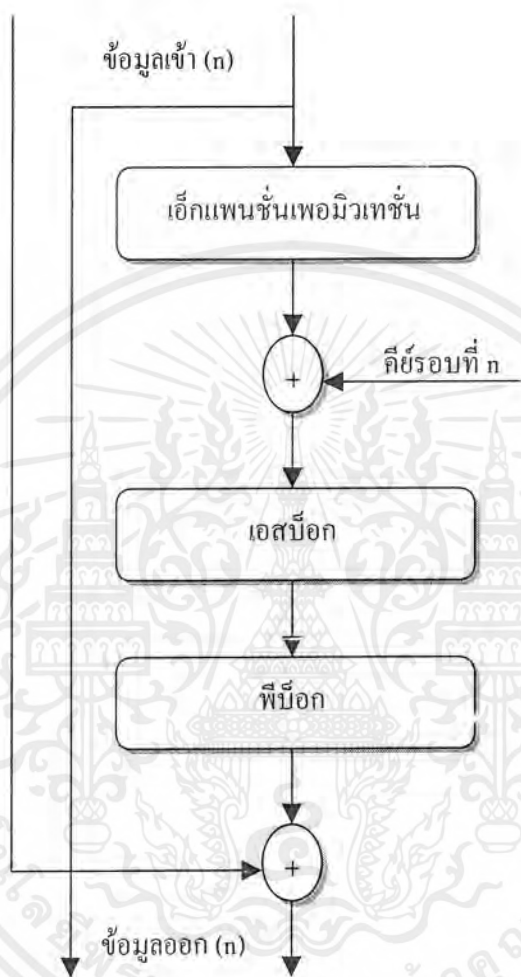 ข้อมูลเข้า (n)
เอ็กแพนชั่นเพอมิวเทชั่น
+
คีย์รอบที่ n
เอสบ็อก
พีบ็อก
+
ข้อมูลออก (n)